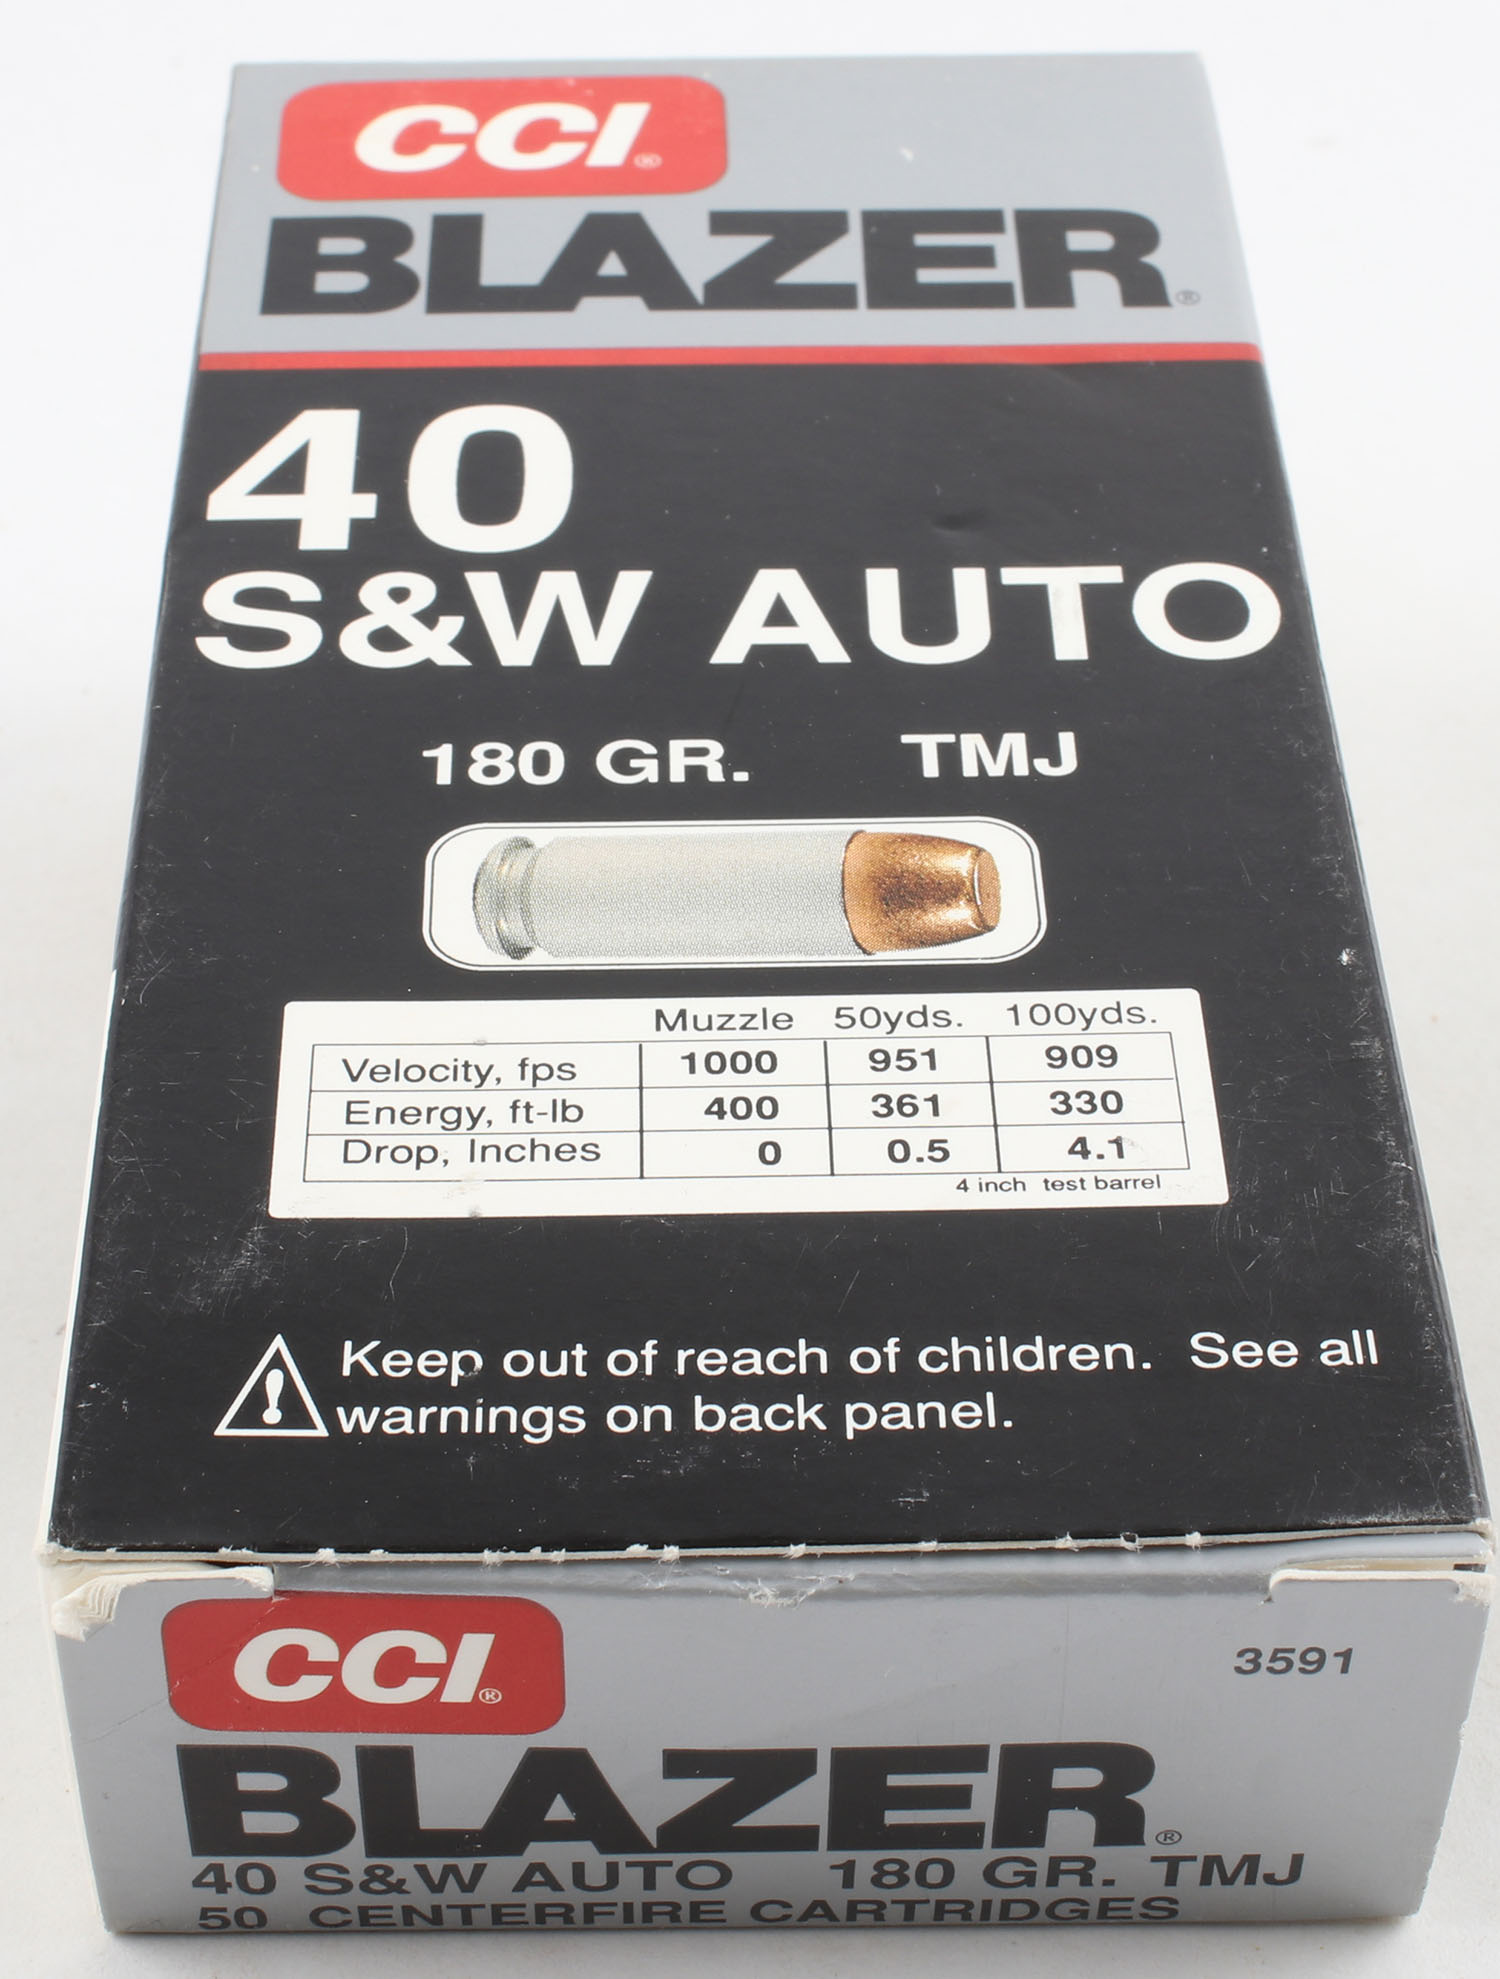 CCI®
BLAZER®
40
S&W AUTO
180 GR. TMJ
Muzzle 50yds. 100yds.
Velocity, fps 1000 951 909
Energy, ft-lb 400 361 330
Drop, Inches 0 0.5 4.1
4 inch test barrel
Keep out of reach of children. See all
warnings on back panel.
CCI®
3591
BLAZER®
40 S&W AUTO 180 GR. TMJ
50 CENTERFIRE CARTRIDGES